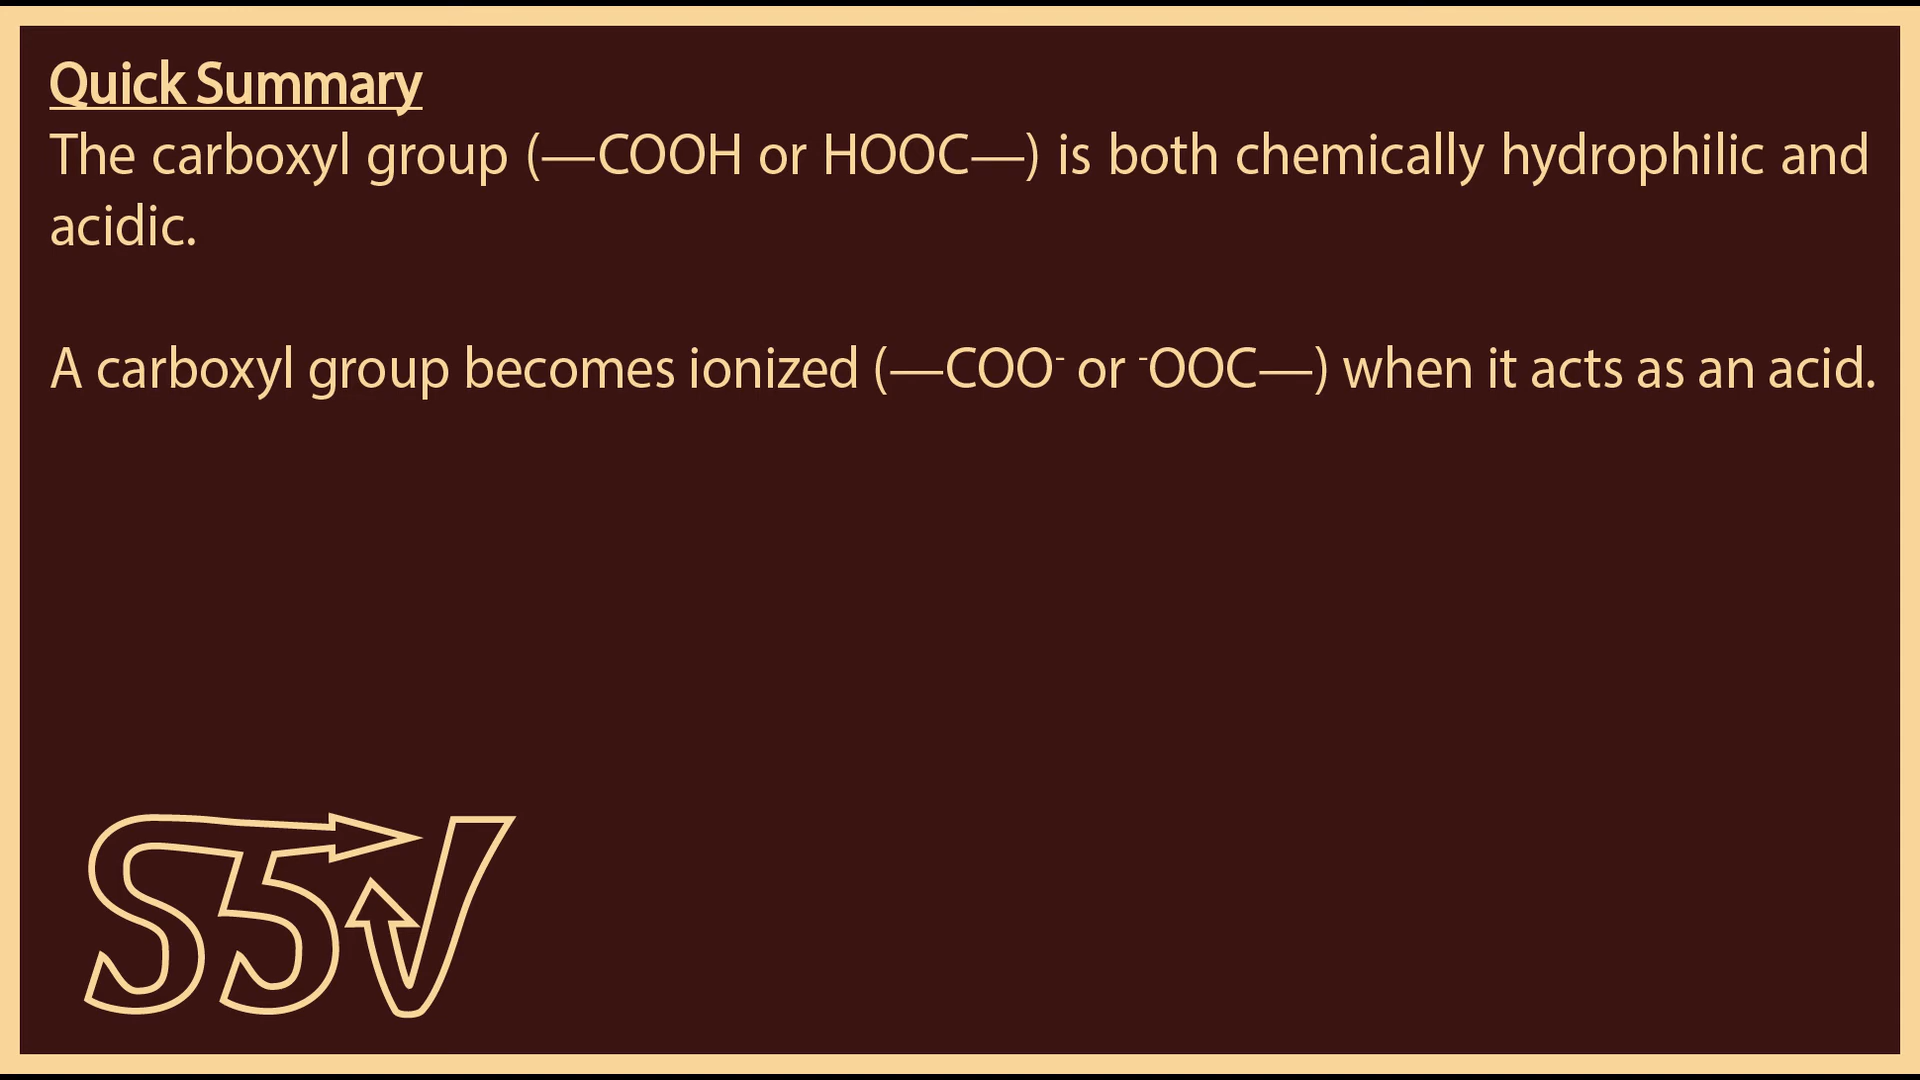 Quick Summary
The carboxyl group (—COOH or HOOC—) is both chemically hydrophilic and
acidic.
A carboxyl group becomes ionized (—COO⁻ or ⁻OOC—) when it acts as an acid.
S5V